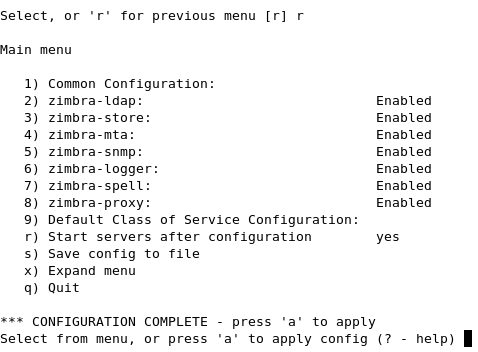 Select, or 'r' for previous menu [r] r
Main menu
1) Common Configuration:
2) zimbra-ldap: Enabled
3) zimbra-store: Enabled
4) zimbra-mta: Enabled
5) zimbra-snmp: Enabled
6) zimbra-logger: Enabled
7) zimbra-spell: Enabled
8) zimbra-proxy: Enabled
9) Default Class of Service Configuration:
r) Start servers after configuration yes
s) Save config to file
x) Expand menu
q) Quit
*** CONFIGURATION COMPLETE - press 'a' to apply
Select from menu, or press 'a' to apply config (? - help)